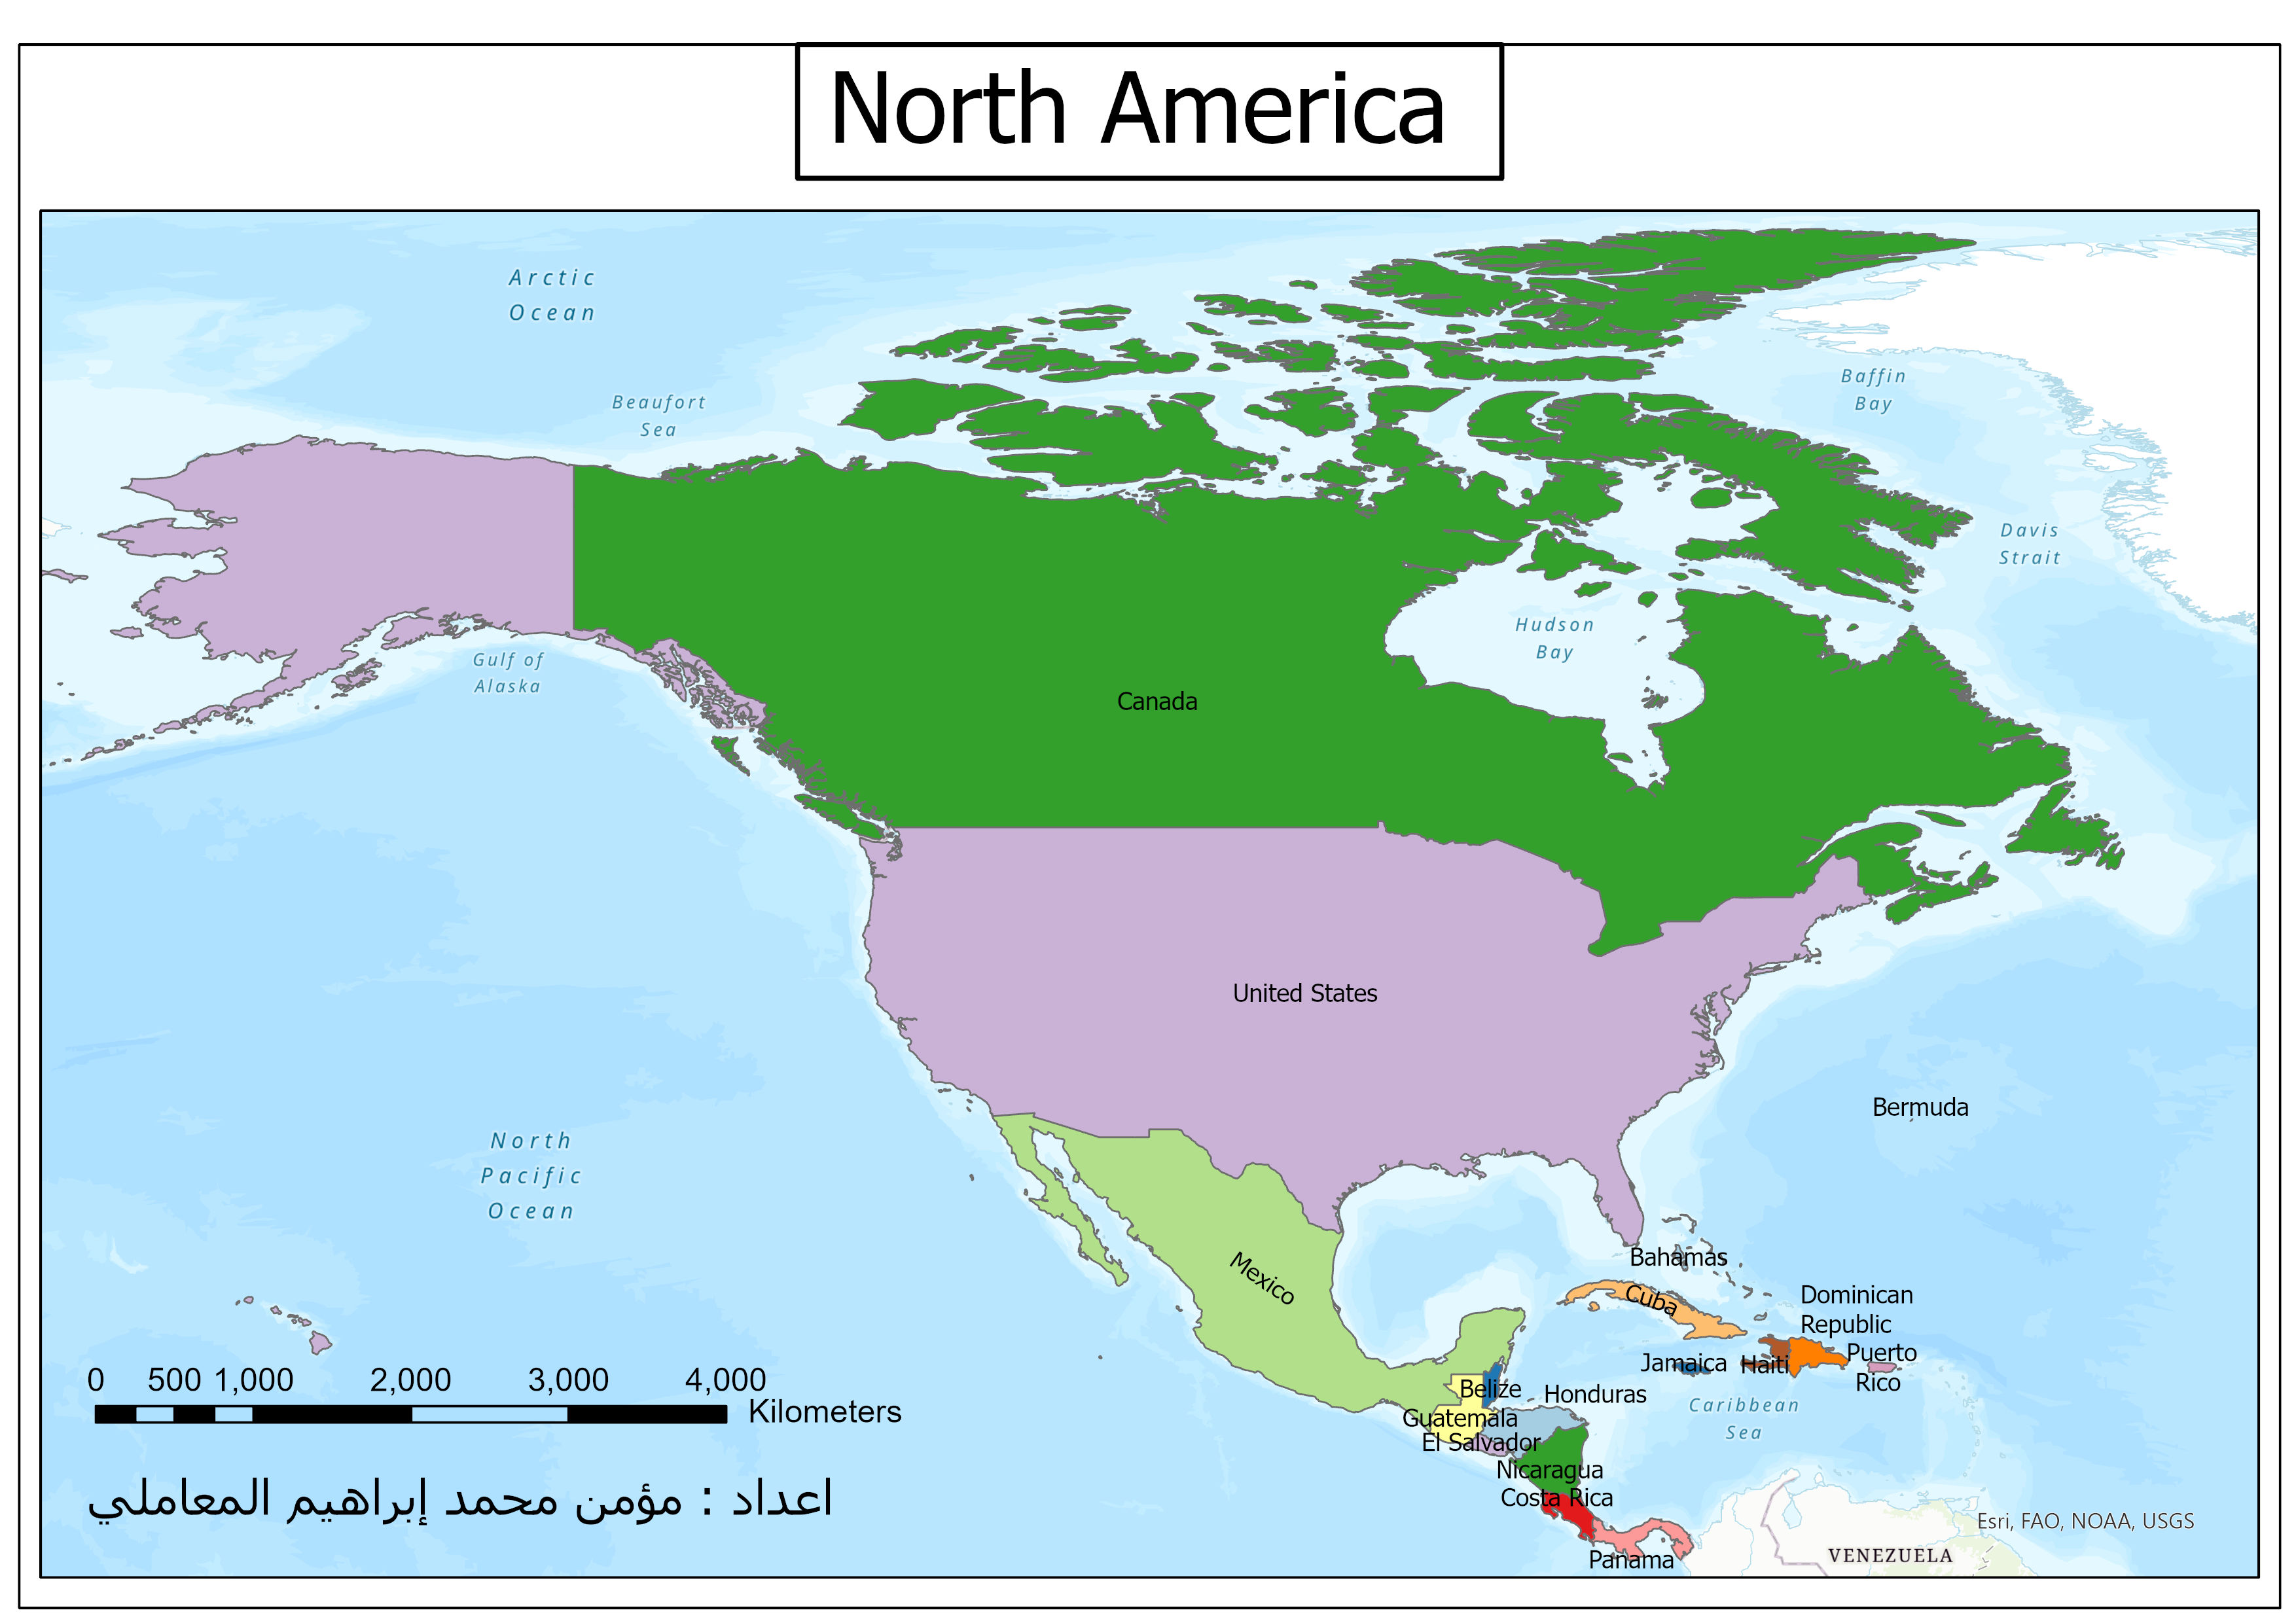 North America
Arctic
Ocean
Beaufort
Sea
Baffin
Bay
Davis
Strait
Hudson
Bay
Gulf of
Alaska
Canada
United States
Bermuda
North
Pacific
Ocean
Mexico
Bahamas
Cuba
Dominican
Republic
Jamaica
Haiti
Puerto
Rico
Belize
Honduras
Caribbean
Sea
Guatemala
El Salvador
Nicaragua
Costa Rica
Panama
VENEZUELA
0 500 1,000 2,000 3,000 4,000
Kilometers
اعداد : مؤمن محمد إبراهيم المعاملي
Esri, FAO, NOAA, USGS